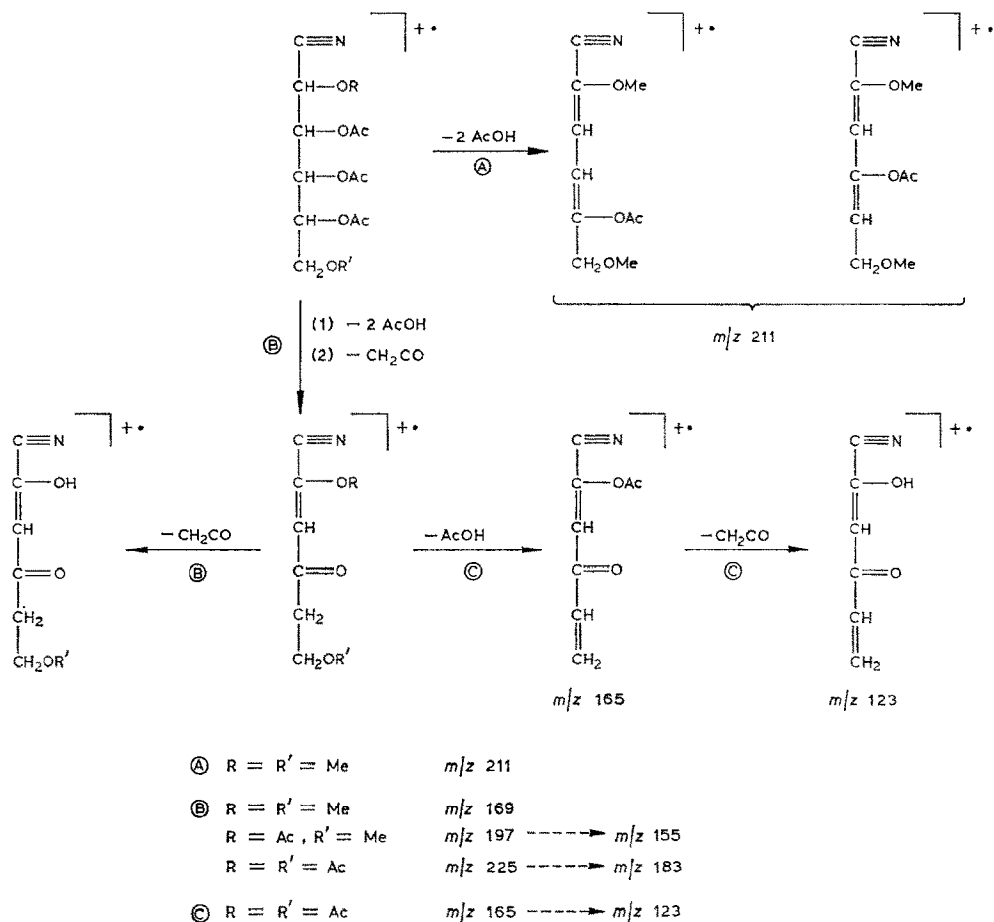 C≡N ⌉+•
CH—OR
CH—OAc
CH—OAc
CH—OAc
CH₂OR′
−2 AcOH
Ⓐ
C≡N ⌉+•
C—OMe
CH
CH
C—OAc
CH₂OMe
C≡N ⌉+•
C—OMe
CH
C—OAc
CH
CH₂OMe
m/z 211
Ⓑ
(1) −2 AcOH
(2) −CH₂CO
C≡N ⌉+•
C—OH
CH
C=O
CH₂
CH₂OR′
−CH₂CO
Ⓑ
C≡N ⌉+•
C—OR
CH
C=O
CH₂
CH₂OR′
−AcOH
Ⓒ
C≡N ⌉+•
C—OAc
CH
C=O
CH
CH₂
m/z 165
−CH₂CO
Ⓒ
C≡N ⌉+•
C—OH
CH
C=O
CH
CH₂
m/z 123
Ⓐ R = R′ = Me m/z 211
Ⓑ R = R′ = Me m/z 169
R = Ac, R′ = Me m/z 197 ----→ m/z 155
R = R′ = Ac m/z 225 ----→ m/z 183
Ⓒ R = R′ = Ac m/z 165 ----→ m/z 123